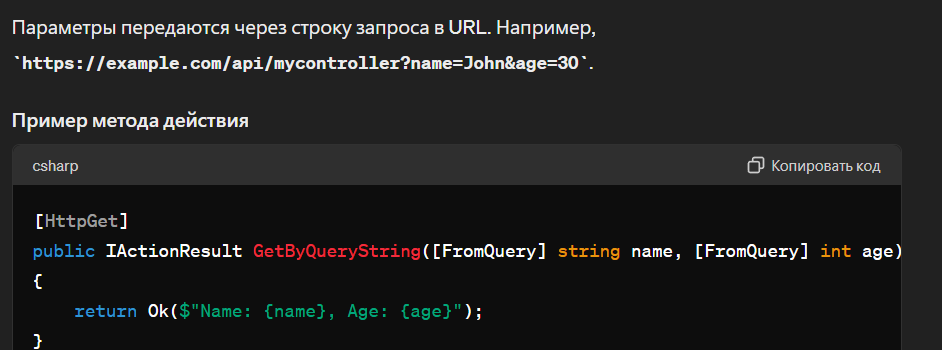 Параметры передаются через строку запроса в URL. Например,
`https://example.com/api/mycontroller?name=John&age=30`.
Пример метода действия
csharp
Копировать код
[HttpGet]
public IActionResult GetByQueryString([FromQuery] string name, [FromQuery] int age)
{
    return Ok($"Name: {name}, Age: {age}");
}